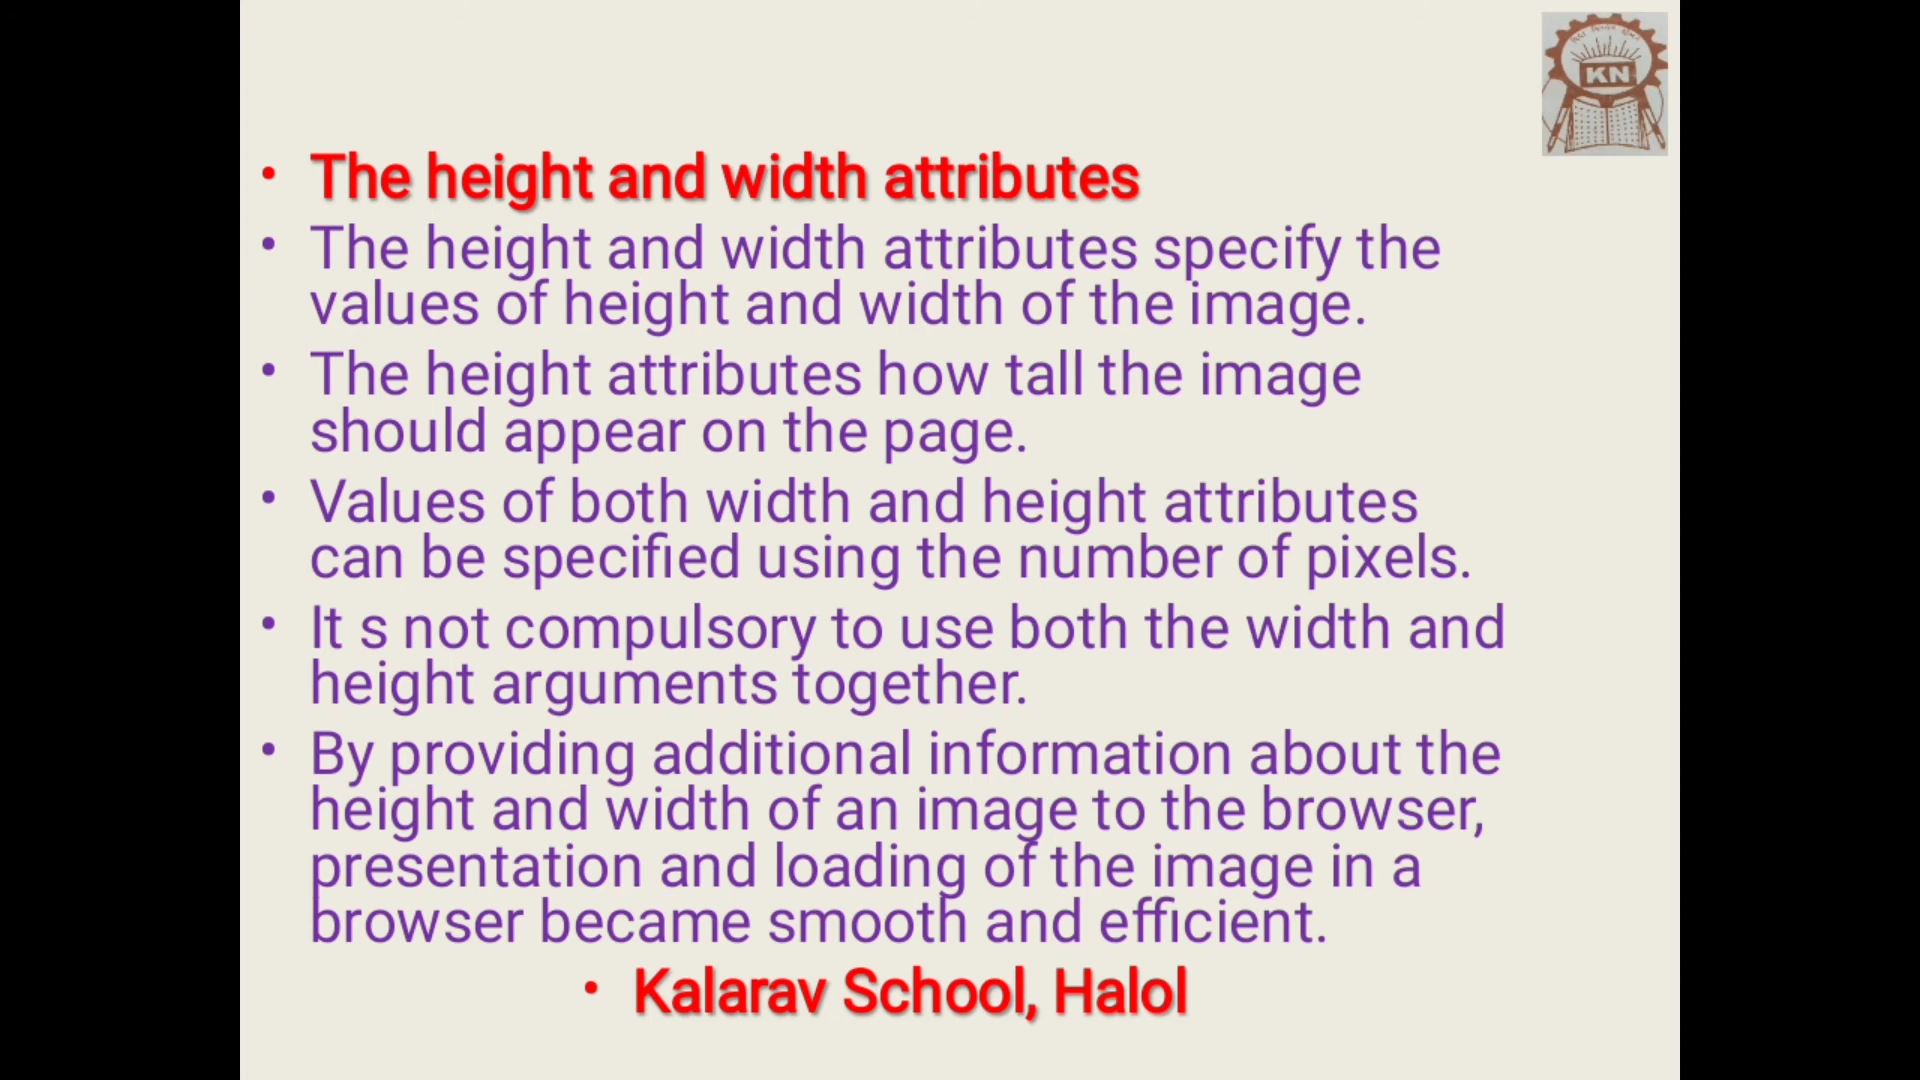 KN
• The height and width attributes
• The height and width attributes specify the
values of height and width of the image.
• The height attributes how tall the image
should appear on the page.
• Values of both width and height attributes
can be specified using the number of pixels.
• It s not compulsory to use both the width and
height arguments together.
• By providing additional information about the
height and width of an image to the browser,
presentation and loading of the image in a
browser became smooth and efficient.
• Kalarav School, Halol